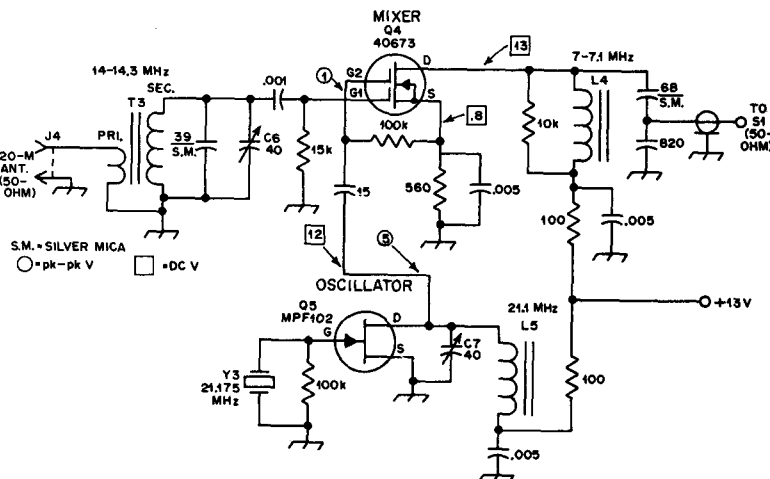 MIXER
Q4
40673
D
13
7-7.1 MHz
14-14.3 MHz
SEC.
.001
1
G2
G1
S
L4
68
S.M.
TO
S1
(50-
OHM)
J4
T3
PRI.
39
S.M.
C6
40
15k
100k
.8
10k
820
20-M
ANT.
(50-
OHM)
15
560
.005
100
.005
S.M. = SILVER MICA
=pk-pk V
=DC V
12
5
OSCILLATOR
Q5
MPF102
D
G
S
21.1 MHz
L5
+13V
C7
40
Y3
21.175
MHz
100k
100
.005